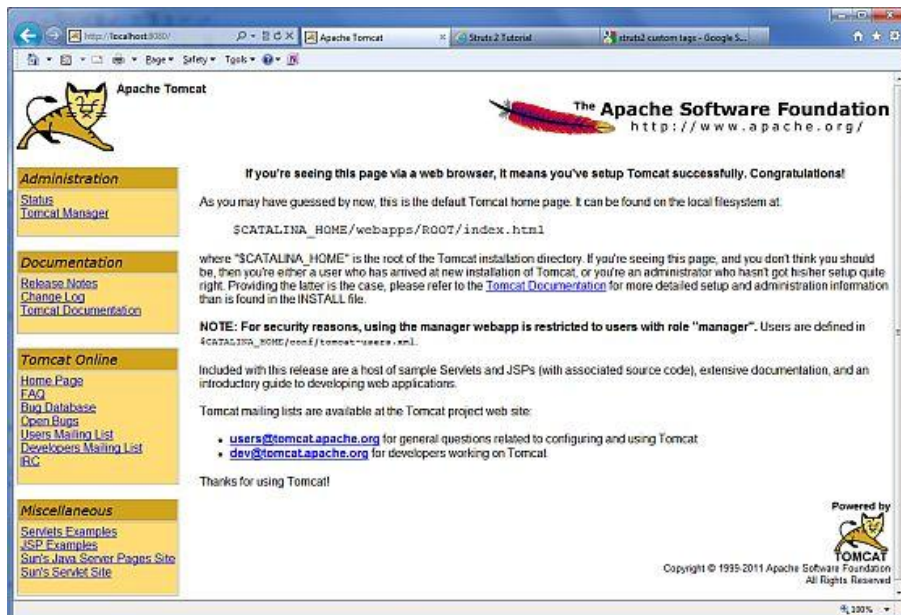 http://localhost:8080/
Apache Tomcat
Struts 2 Tutorial
struts2 custom tags - Google S...
Page
Safety
Tools
Apache Tomcat
The Apache Software Foundation
http://www.apache.org/
Administration
Status
Tomcat Manager
Documentation
Release Notes
Change Log
Tomcat Documentation
Tomcat Online
Home Page
FAQ
Bug Database
Open Bugs
Users Mailing List
Developers Mailing List
IRC
Miscellaneous
Servlets Examples
JSP Examples
Sun's Java Server Pages Site
Sun's Servlet Site
If you're seeing this page via a web browser, it means you've setup Tomcat successfully. Congratulations!
As you may have guessed by now, this is the default Tomcat home page. It can be found on the local filesystem at:
$CATALINA_HOME/webapps/ROOT/index.html
where "$CATALINA_HOME" is the root of the Tomcat installation directory. If you're seeing this page, and you don't think you should
be, then you're either a user who has arrived at new installation of Tomcat, or you're an administrator who hasn't got his/her setup quite
right. Providing the latter is the case, please refer to the Tomcat Documentation for more detailed setup and administration information
than is found in the INSTALL file.
NOTE: For security reasons, using the manager webapp is restricted to users with role "manager". Users are defined in
$CATALINA_HOME/conf/tomcat-users.xml.
Included with this release are a host of sample Servlets and JSPs (with associated source code), extensive documentation, and an
introductory guide to developing web applications.
Tomcat mailing lists are available at the Tomcat project web site:
users@tomcat.apache.org for general questions related to configuring and using Tomcat
dev@tomcat.apache.org for developers working on Tomcat
Thanks for using Tomcat!
Powered by
TOMCAT
Copyright © 1999-2011 Apache Software Foundation
All Rights Reserved
100%